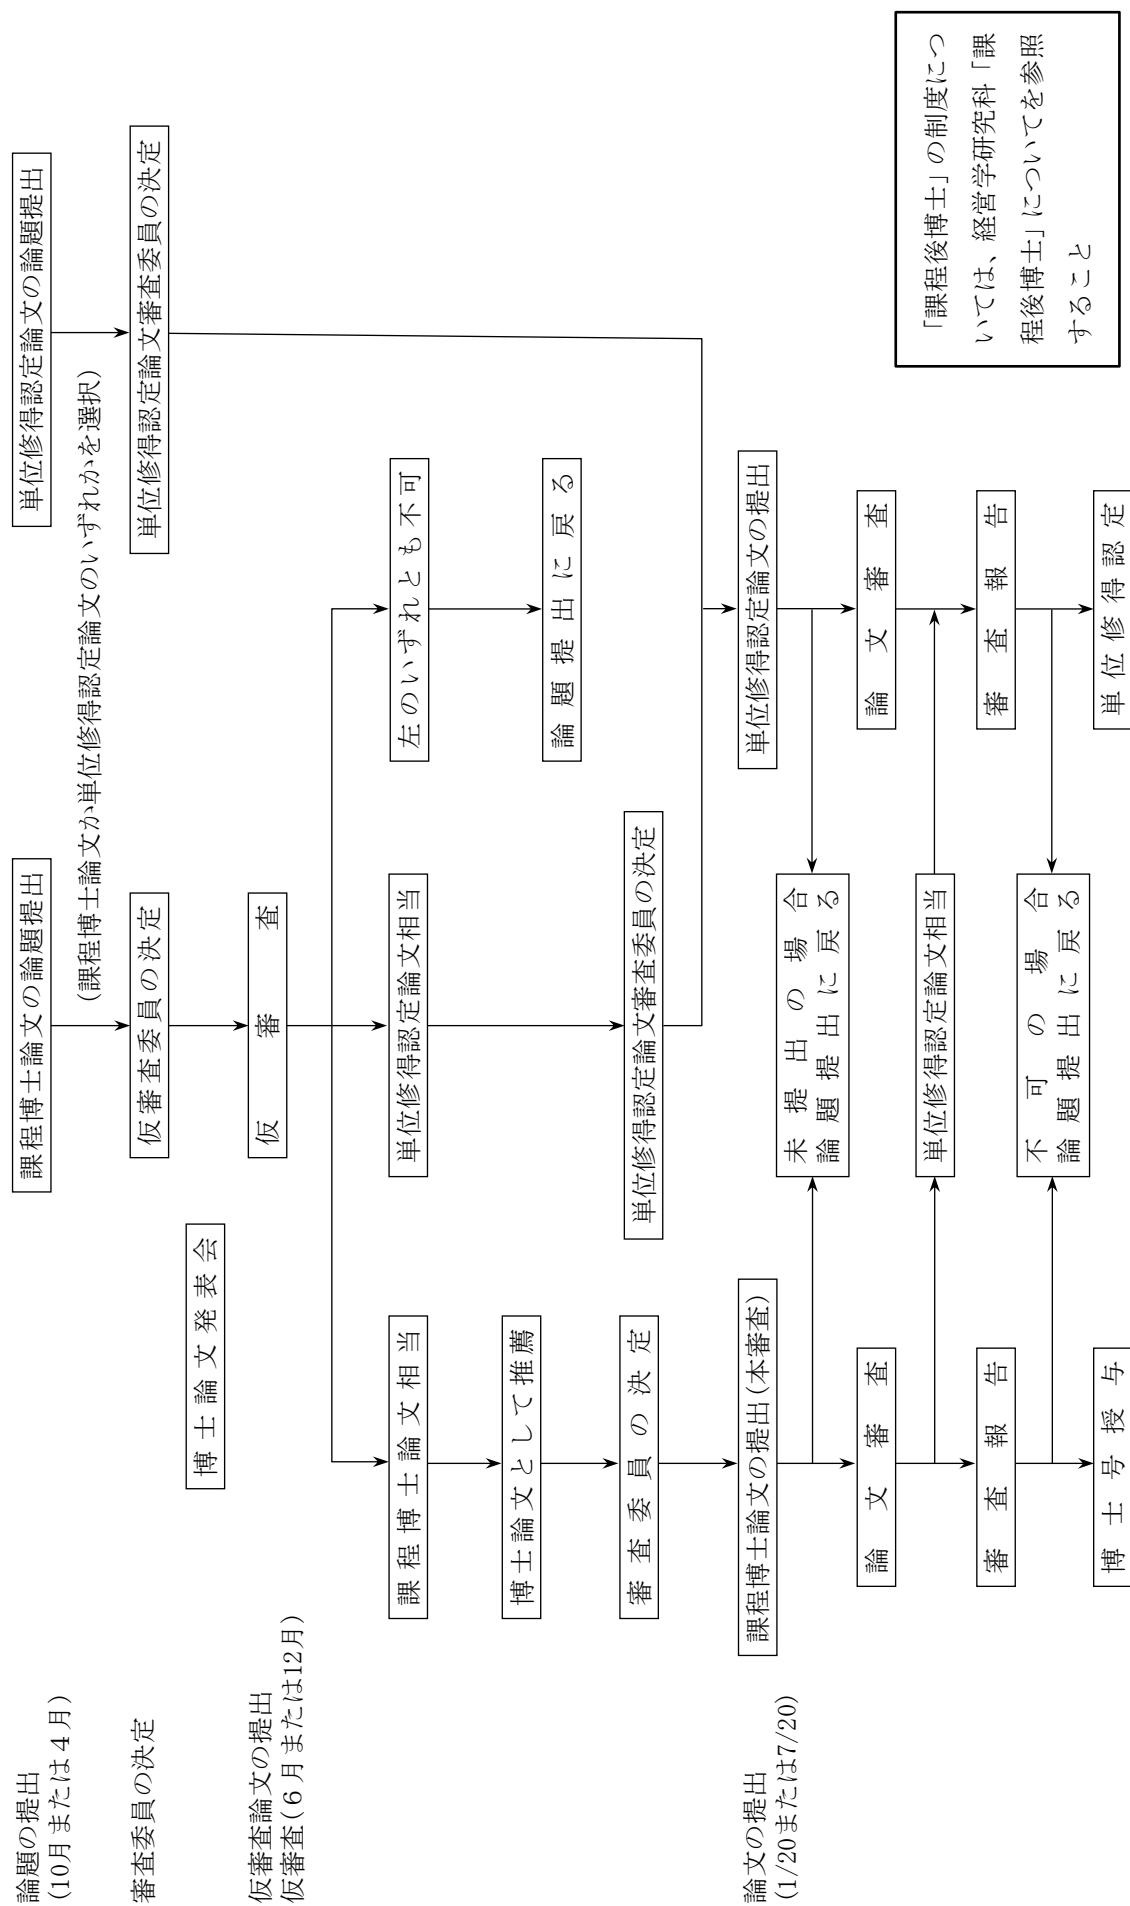 論題の提出
(10月または４月)
課程博士論文の論題提出
単位修得認定論文の論題提出
(課程博士論文か単位修得認定論文のいずれかを選択)
審査委員の決定
仮審査委員の決定
単位修得認定論文審査委員の決定
博士論文発表会
仮審査論文の提出
仮審査(６月または12月)
仮審査
課程博士論文相当
単位修得認定論文相当
左のいずれとも不可
博士論文として推薦
論題提出に戻る
審査委員の決定
単位修得認定論文審査委員の決定
論文の提出
(1/20または7/20)
課程博士論文の提出(本審査)
単位修得認定論文の提出
未提出の場合
論題提出に戻る
論文審査
論文審査
単位修得認定論文相当
審査報告
審査報告
不可の場合
論題提出に戻る
博士号授与
単位修得認定
「課程後博士」の制度につ
いては、経営学研究科「課
程後博士」についてを参照
すること